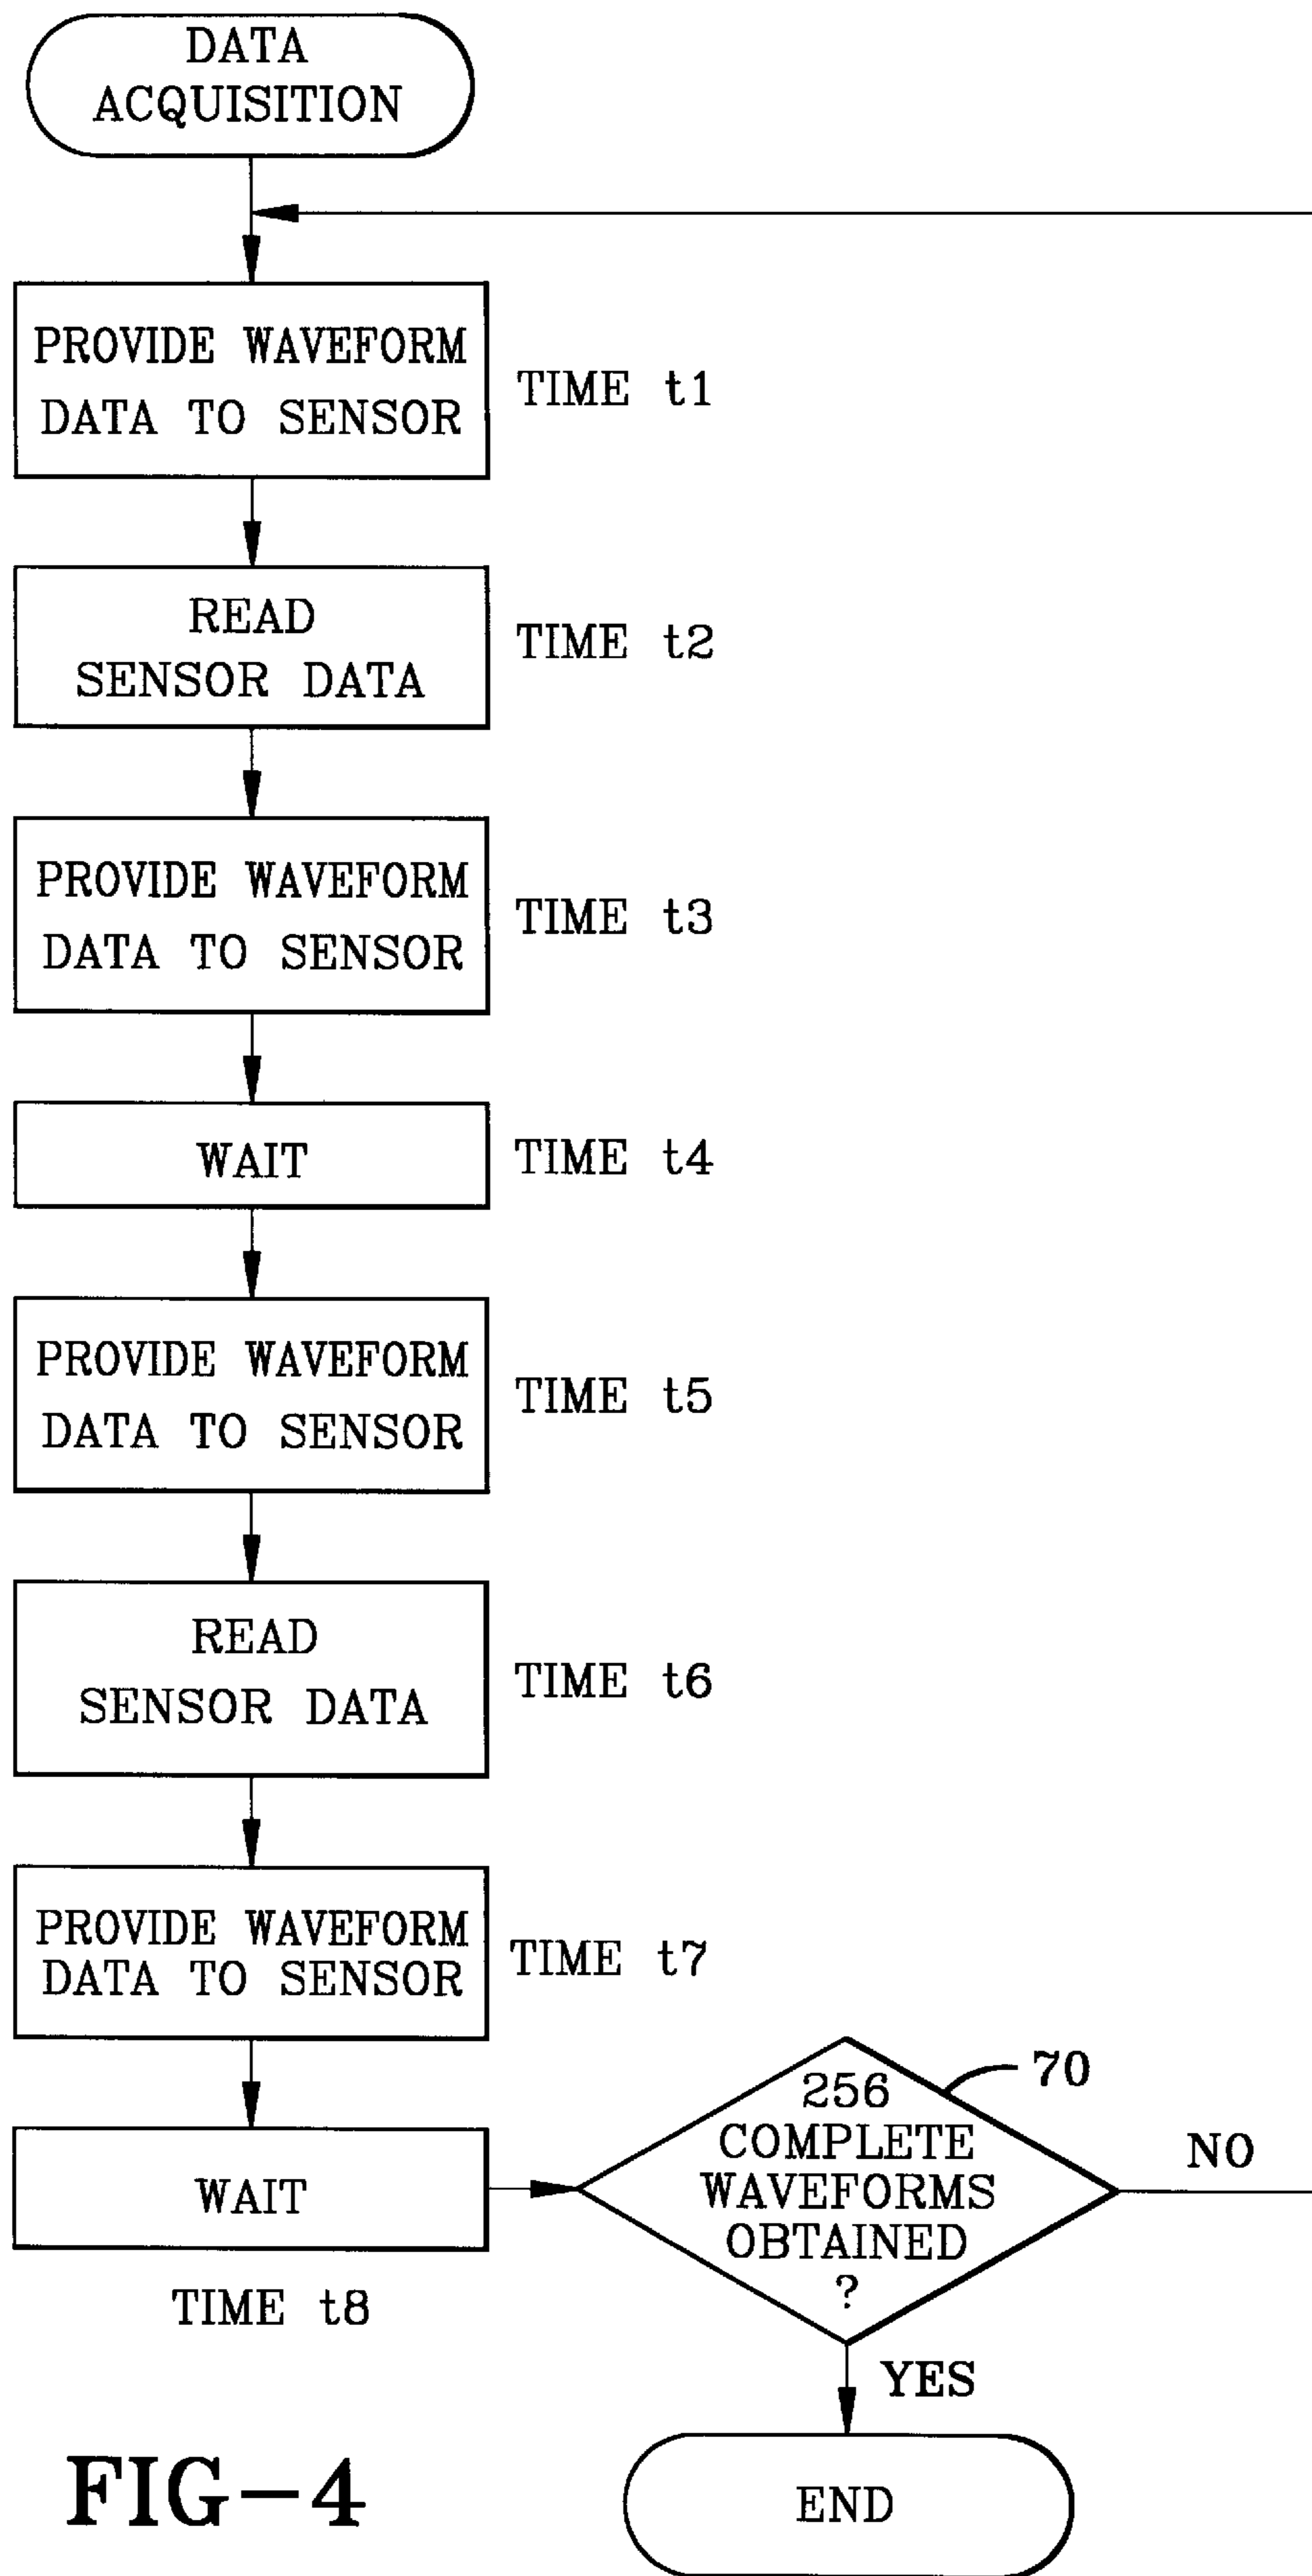 DATA
ACQUISITION
PROVIDE WAVEFORM
DATA TO SENSOR
TIME t1
READ
SENSOR DATA
TIME t2
PROVIDE WAVEFORM
DATA TO SENSOR
TIME t3
WAIT
TIME t4
PROVIDE WAVEFORM
DATA TO SENSOR
TIME t5
READ
SENSOR DATA
TIME t6
PROVIDE WAVEFORM
DATA TO SENSOR
TIME t7
WAIT
TIME t8
256
COMPLETE
WAVEFORMS
OBTAINED
?
70
NO
YES
END
FIG-4